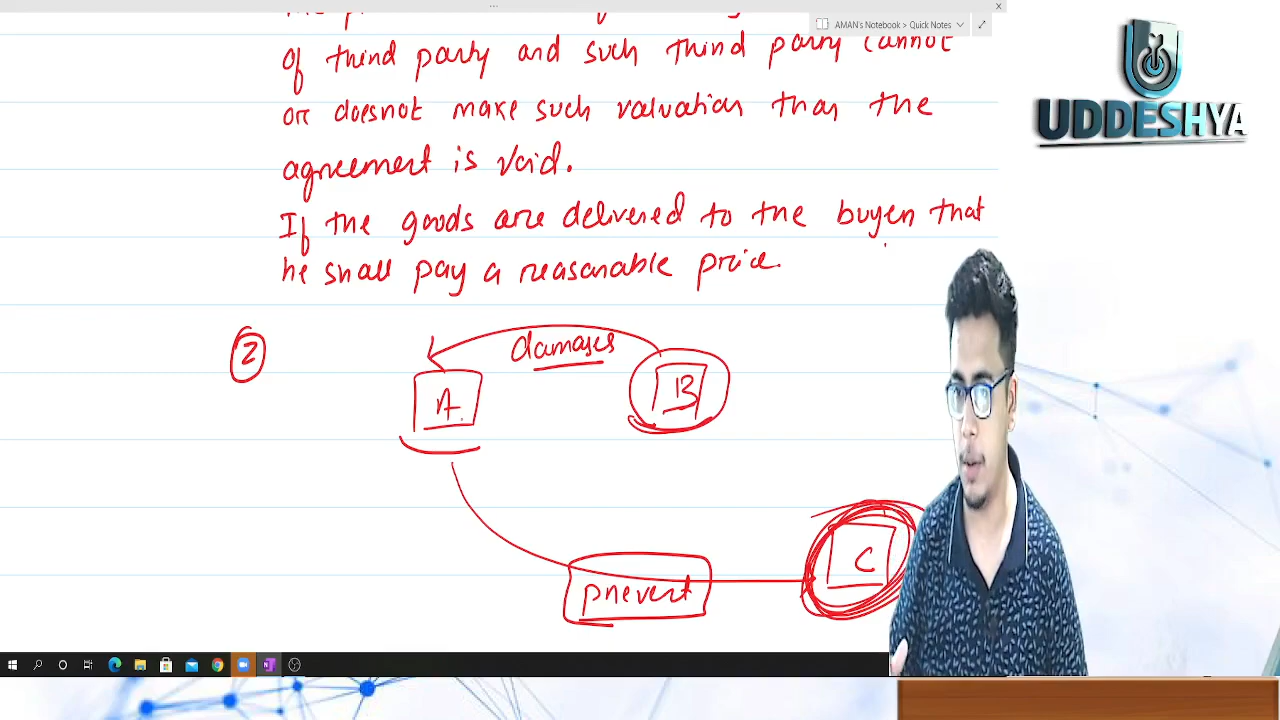 AMAN's Notebook > Quick Notes
UDDESHYA
of third party and such third party cannot
or doesnot make such valuation than the
agreement is void.
If the goods are delivered to the buyer that
he shall pay a reasonable price.
2
damages
A.
B
C
prevent